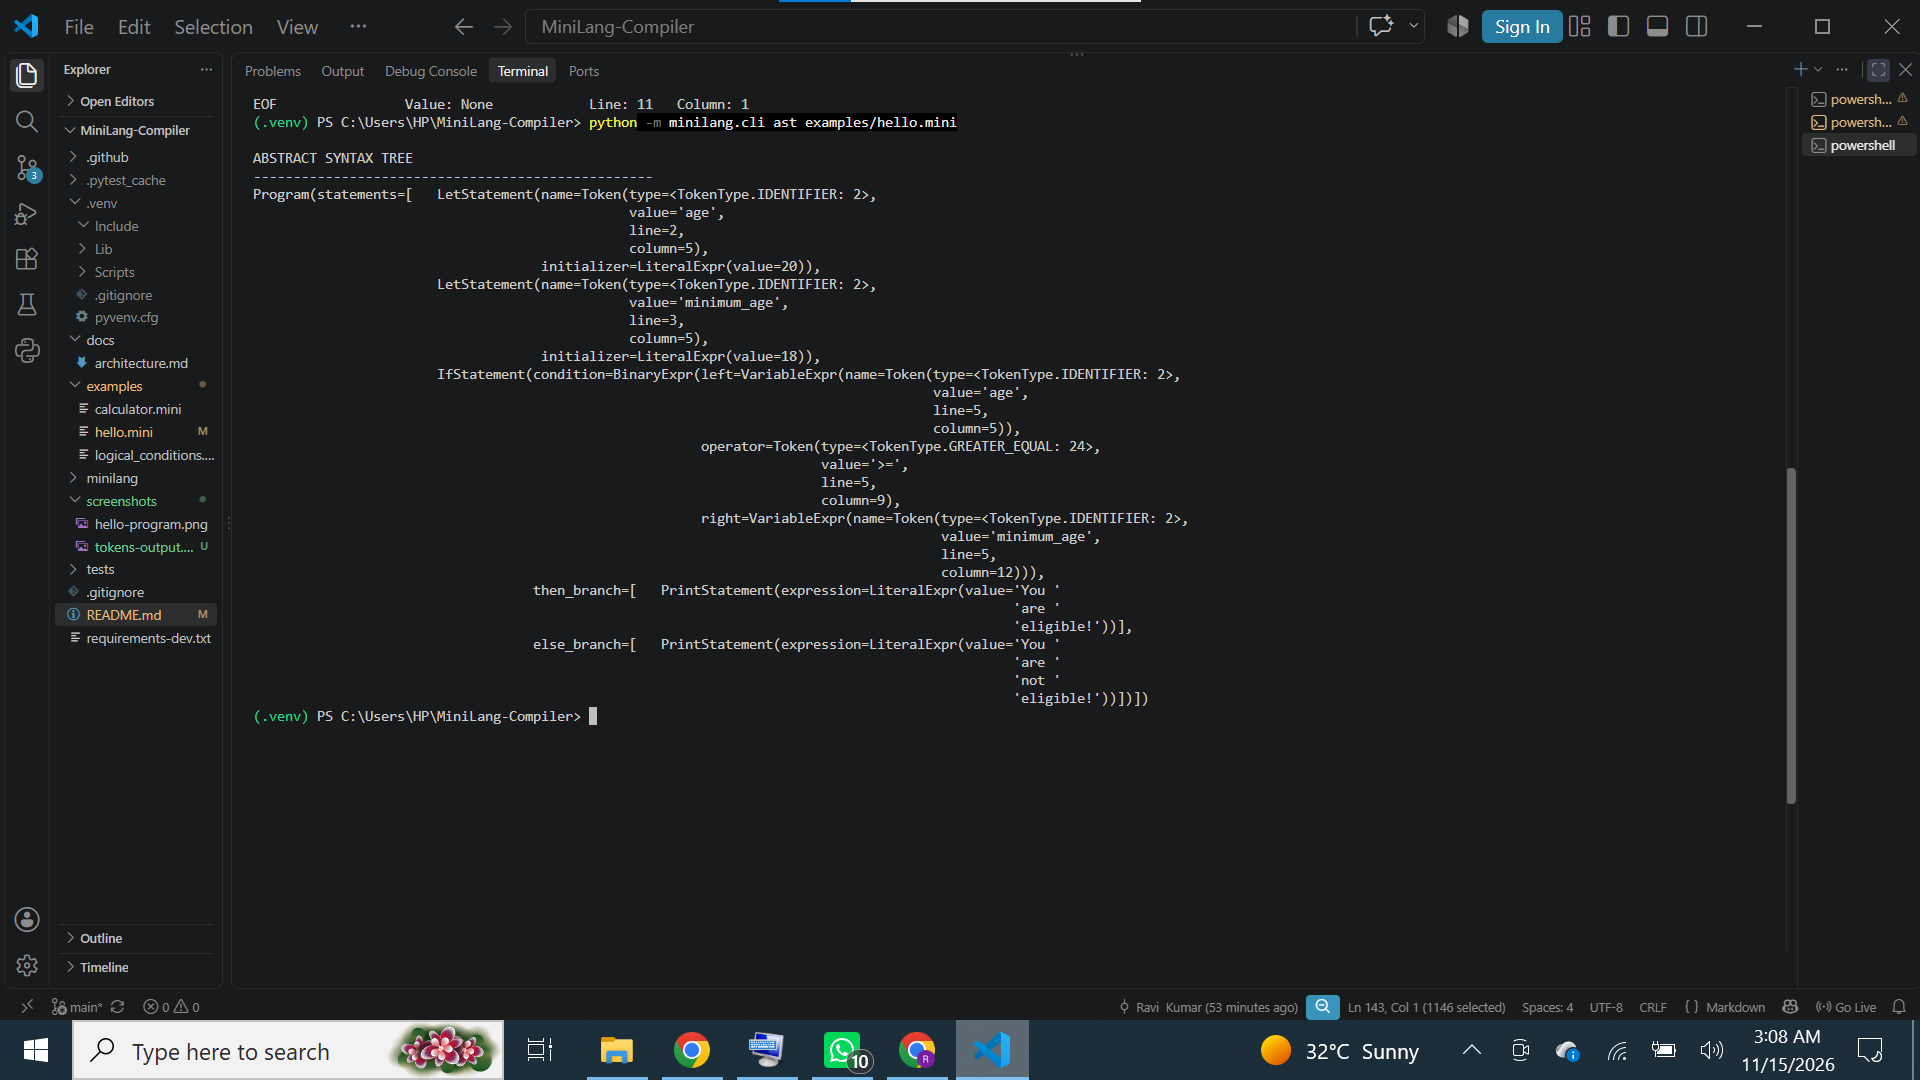 File Edit Selection View ··· MiniLang-Compiler Sign In
Explorer
Open Editors
MiniLang-Compiler
.github
.pytest_cache
.venv
Include
Lib
Scripts
.gitignore
pyvenv.cfg
docs
architecture.md
examples
calculator.mini
hello.mini M
logical_conditions....
minilang
screenshots
hello-program.png
tokens-output.... U
tests
.gitignore
README.md M
requirements-dev.txt
Outline
Timeline
Problems Output Debug Console Terminal Ports
EOF Value: None Line: 11 Column: 1
(.venv) PS C:\Users\HP\MiniLang-Compiler> python -m minilang.cli ast examples/hello.mini
ABSTRACT SYNTAX TREE
--------------------------------------------------
Program(statements=[ LetStatement(name=Token(type=<TokenType.IDENTIFIER: 2>,
value='age',
line=2,
column=5),
initializer=LiteralExpr(value=20)),
LetStatement(name=Token(type=<TokenType.IDENTIFIER: 2>,
value='minimum_age',
line=3,
column=5),
initializer=LiteralExpr(value=18)),
IfStatement(condition=BinaryExpr(left=VariableExpr(name=Token(type=<TokenType.IDENTIFIER: 2>,
value='age',
line=5,
column=5)),
operator=Token(type=<TokenType.GREATER_EQUAL: 24>,
value='>=',
line=5,
column=9),
right=VariableExpr(name=Token(type=<TokenType.IDENTIFIER: 2>,
value='minimum_age',
line=5,
column=12))),
then_branch=[ PrintStatement(expression=LiteralExpr(value='You '
'are '
'eligible!'))],
else_branch=[ PrintStatement(expression=LiteralExpr(value='You '
'are '
'not '
'eligible!'))])])
(.venv) PS C:\Users\HP\MiniLang-Compiler>
powersh...
powersh...
powershell
3
main* 0 0 Ravi Kumar (53 minutes ago) Ln 143, Col 1 (1146 selected) Spaces: 4 UTF-8 CRLF { } Markdown Go Live
Type here to search 10 R 32°C Sunny 3:08 AM
11/15/2026